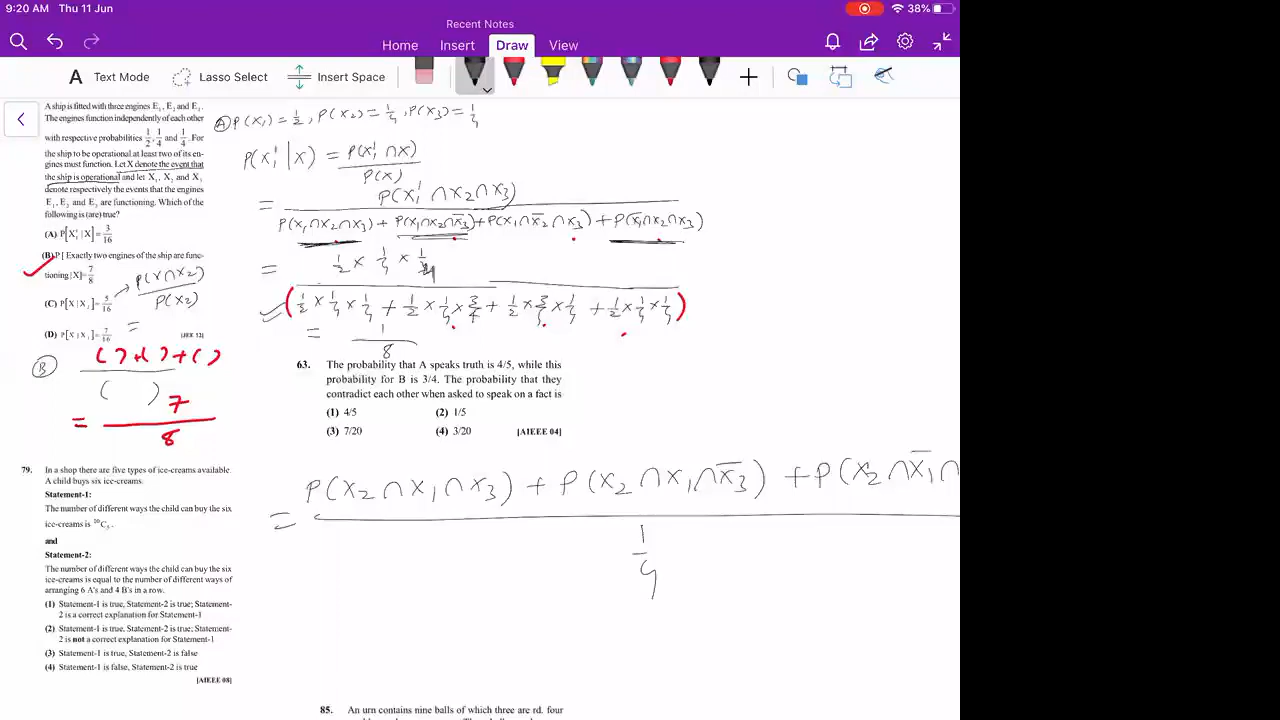 9:20 AM Thu 11 Jun
38%
Recent Notes
Home Insert Draw View
A Text Mode Lasso Select Insert Space
A ship is fitted with three engines E₁, E₂ and E₃.
The engines function independently of each other
with respective probabilities 1/2, 1/4 and 1/4. For
the ship to be operational at least two of its en-
gines must function. Let X denote the event that
the ship is operational and let X₁, X₂ and X₃
denote respectively the events that the engines
E₁, E₂ and E₃ are functioning. Which of the
following is (are) true?
(A) P[X₁ᶜ | X] = 3/16
(B) P[ Exactly two engines of the ship are func-
tioning | X] = 7/8
(C) P[X | X₂] = 5/16
(D) P[X | X₁] = 7/16 [JEE 12]
P(X∩X₂)/P(X₂)
=
(B) ( )+( )+( )
( )
= 7/8
(A) P(X₁) = 1/2, P(X₂) = 1/4, P(X₃) = 1/4
P(X₁' | X) = P(X₁' ∩ X)/P(X)
= P(X₁' ∩ X₂ ∩ X₃)
P(X₁∩X₂∩X₃) + P(X₁∩X₂∩X̄₃) + P(X₁∩X̄₂∩X₃) + P(X̄₁∩X₂∩X₃)
= 1/2 × 1/4 × 1/4
(1/2 × 1/4 × 1/4 + 1/2 × 1/4 × 3/4 + 1/2 × 3/4 × 1/4 + 1/2 × 1/4 × 1/4)
= 1/8
63. The probability that A speaks truth is 4/5, while this
probability for B is 3/4. The probability that they
contradict each other when asked to speak on a fact is
(1) 4/5 (2) 1/5
(3) 7/20 (4) 3/20 [AIEEE 04]
79. In a shop there are five types of ice-creams available.
A child buys six ice-creams.
Statement-1:
The number of different ways the child can buy the six
ice-creams is ¹⁰C₅.
and
Statement-2:
The number of different ways the child can buy the six
ice-creams is equal to the number of different ways of
arranging 6 A's and 4 B's in a row.
(1) Statement-1 is true, Statement-2 is true; Statement-
2 is a correct explanation for Statement-1
(2) Statement-1 is true, Statement-2 is true; Statement-
2 is not a correct explanation for Statement-1
(3) Statement-1 is true, Statement-2 is false
(4) Statement-1 is false, Statement-2 is true
[AIEEE 08]
P(X₂∩X₁∩X₃) + P(X₂∩X₁∩X̄₃) + P(X₂∩X̄₁∩
=
1/4
85. An urn contains nine balls of which three are rd. four